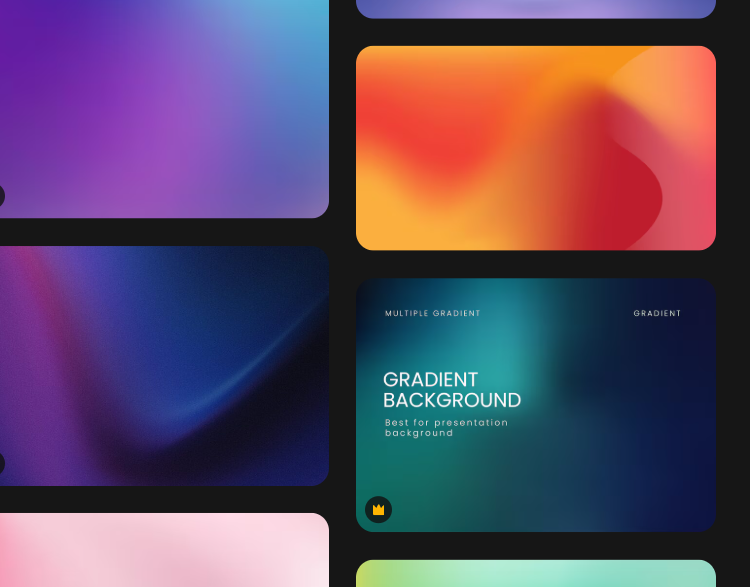 MULTIPLE GRADIENT
GRADIENT
GRADIENT
BACKGROUND
Best for presentation
background